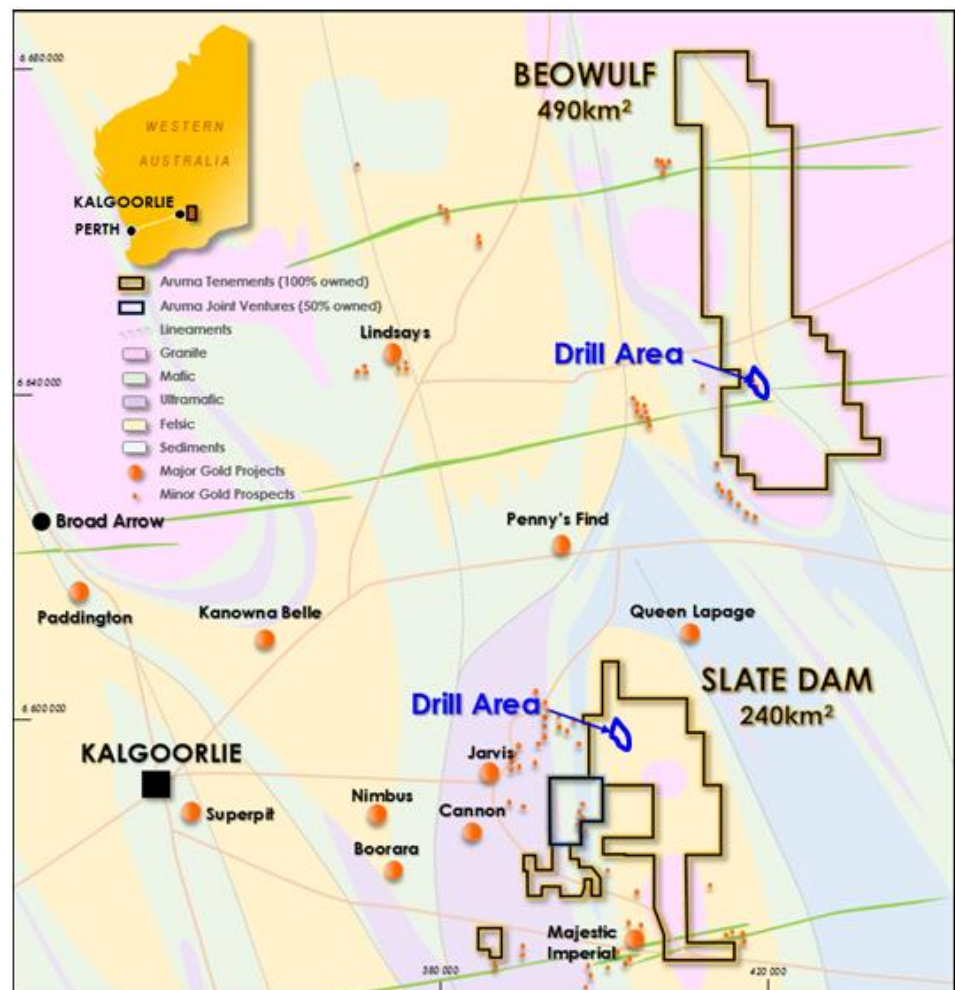 6 680 000
BEOWULF
490km²
WESTERN
AUSTRALIA
KALGOORLIE
PERTH
Aruma Tenements (100% owned)
Aruma Joint Ventures (50% owned)
Lineaments
Granite
Mafic
Ultramafic
Felsic
Sediments
Major Gold Projects
Minor Gold Prospects
Lindsays
Drill Area
6 640 000
Broad Arrow
Penny's Find
Paddington
Kanowna Belle
Queen Lapage
SLATE DAM
240km²
Drill Area
6 600 000
KALGOORLIE
Jarvis
Superpit
Nimbus
Cannon
Boorara
Majestic
Imperial
380 000
420 000